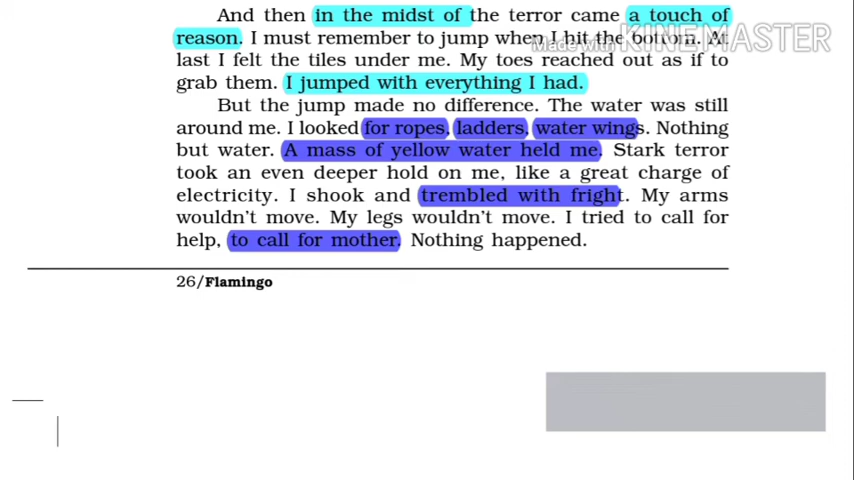 And then in the midst of the terror came a touch of
reason. I must remember to jump when I hit the bottom. At
last I felt the tiles under me. My toes reached out as if to
grab them. I jumped with everything I had.
But the jump made no difference. The water was still
around me. I looked for ropes, ladders, water wings. Nothing
but water. A mass of yellow water held me. Stark terror
took an even deeper hold on me, like a great charge of
electricity. I shook and trembled with fright. My arms
wouldn't move. My legs wouldn't move. I tried to call for
help, to call for mother. Nothing happened.
26/Flamingo
Made with KINEMASTER